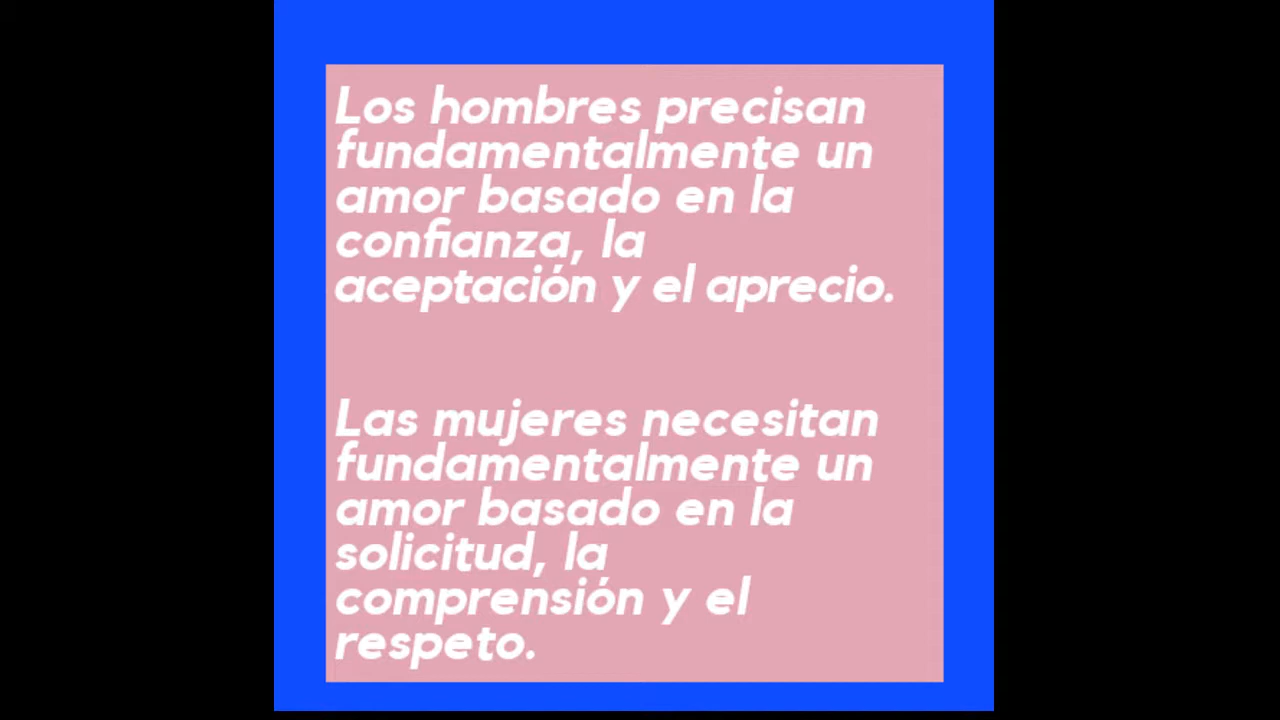 Los hombres precisan
fundamentalmente un
amor basado en la
confianza, la
aceptación y el aprecio.
Las mujeres necesitan
fundamentalmente un
amor basado en la
solicitud, la
comprensión y el
respeto.